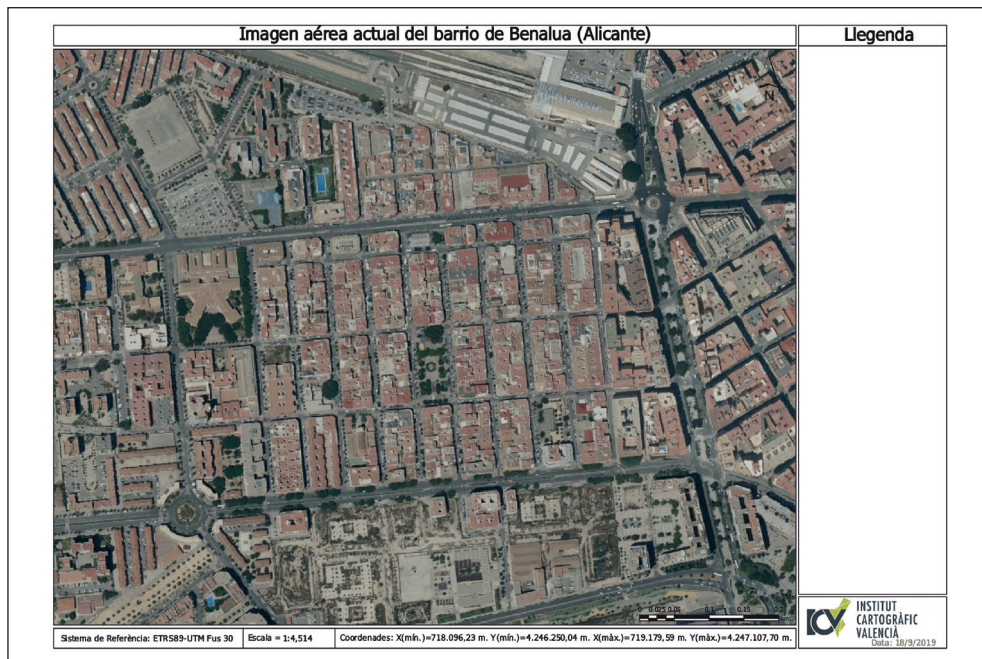 Imagen aérea actual del barrio de Benalua (Alicante)
Llegenda
N
0 0.025 0.05 0.1 0.15 0.2
Sistema de Referència: ETRS89-UTM Fus 30
Escala = 1:4,514
Coordenades: X(mín.)=718.096,23 m. Y(mín.)=4.246.250,04 m. X(màx.)=719.179,59 m. Y(màx.)=4.247.107,70 m.
ICV
INSTITUT
CARTOGRÀFIC
VALENCIÀ
Data: 18/9/2019